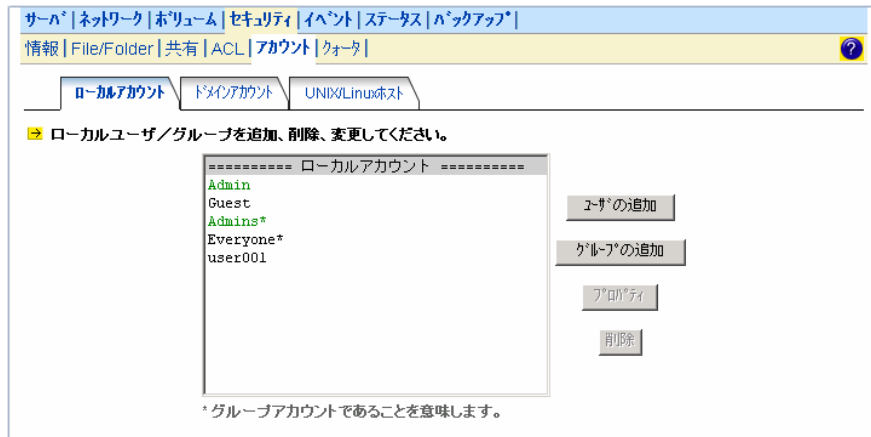 サーバ|ネットワーク|ボリューム|セキュリティ|イベント|ステータス|バックアップ|
情報|File/Folder|共有|ACL|アカウント|クォータ|
?
ローカルアカウント ドメインアカウント UNIX/Linuxホスト
ローカルユーザ／グループを追加、削除、変更してください。
========== ローカルアカウント ==========
Admin
Guest
Admins*
Everyone*
user001
ユーザの追加
グループの追加
プロパティ
削除
*グループアカウントであることを意味します。